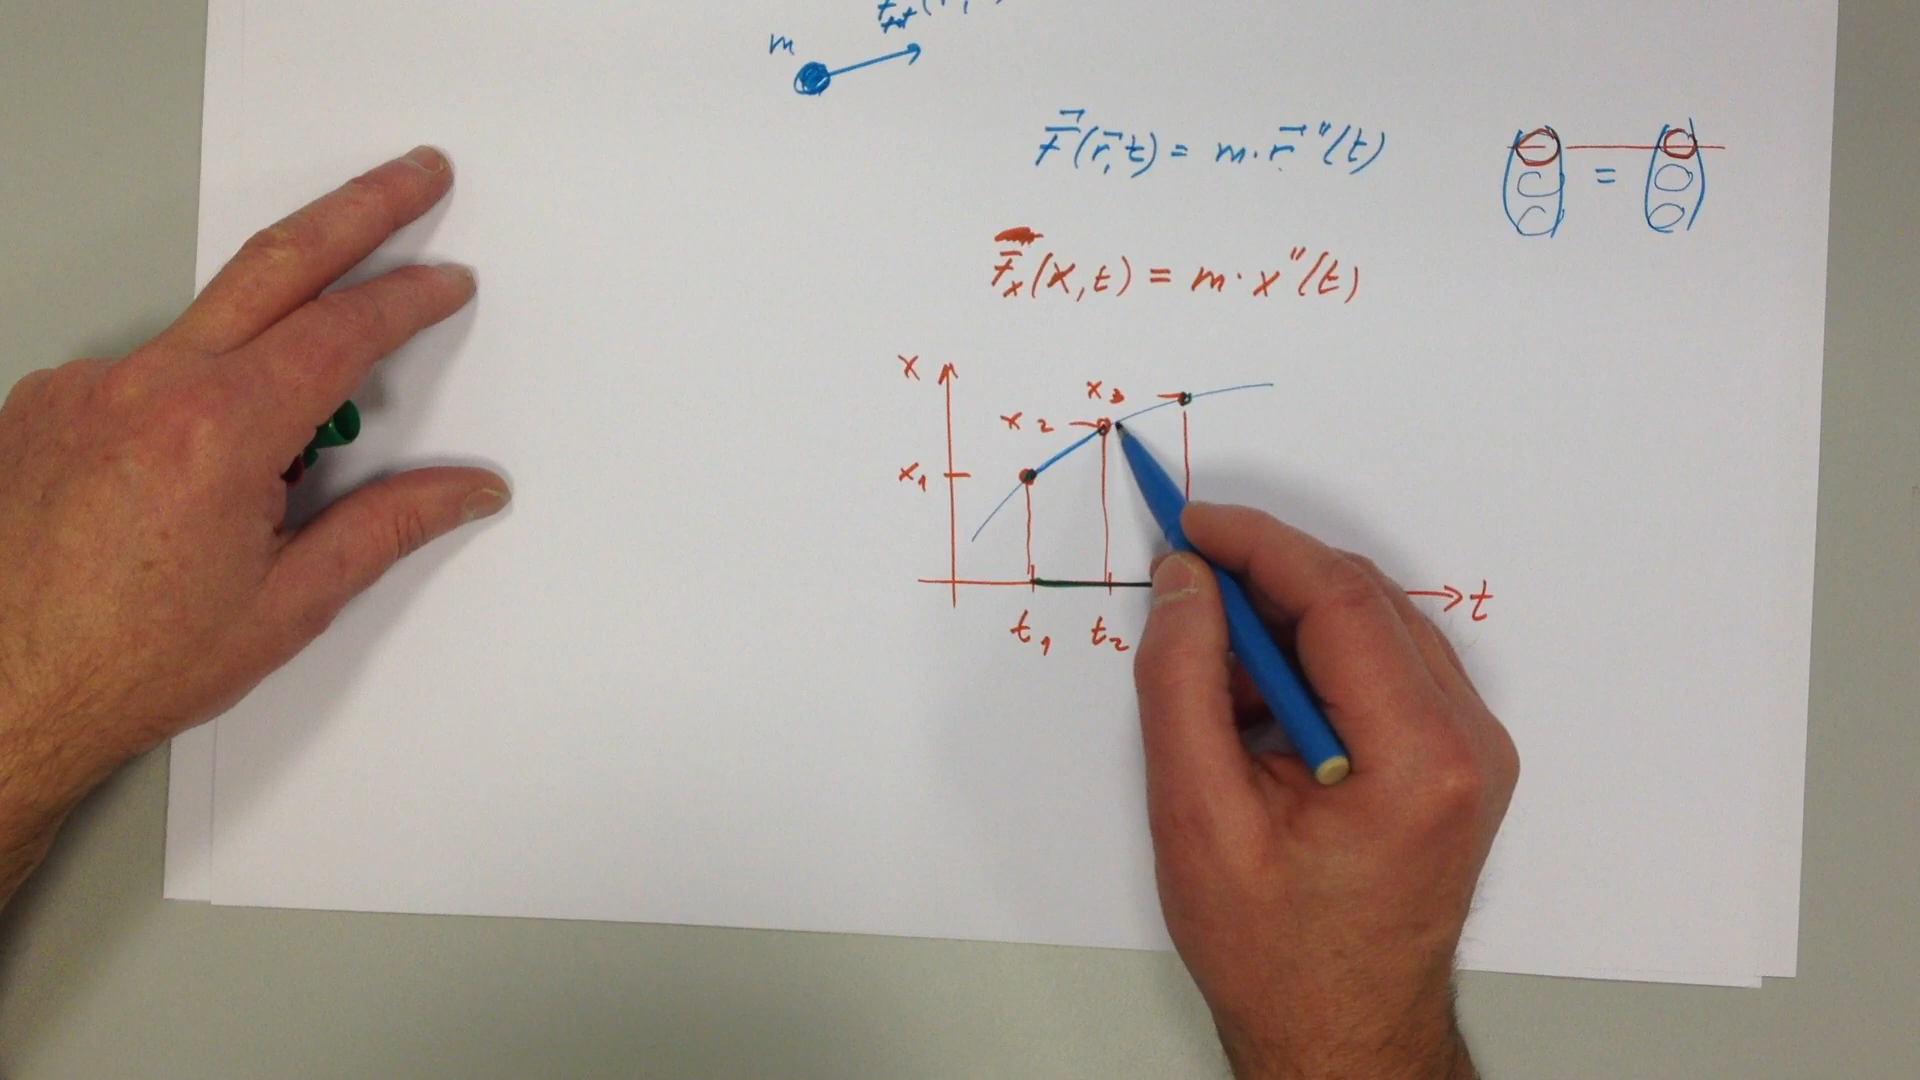 m
F⃗(r⃗,t) = m·r⃗''(t)
=
F̄ₓ(x,t) = m·x''(t)
x
x₃
x₂
x₁
t
t₁ t₂